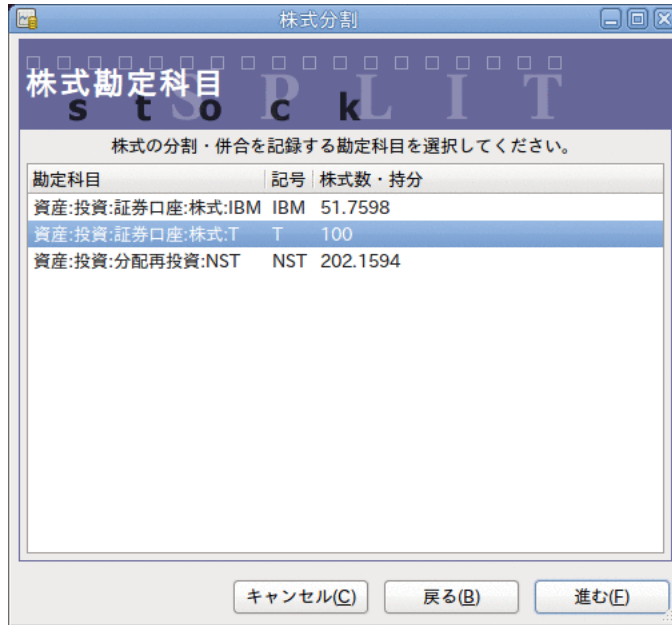 株式分割
株式勘定科目
stock
SPLIT
株式の分割・併合を記録する勘定科目を選択してください。
勘定科目 記号 株式数・持分
資産:投資:証券口座:株式:IBM IBM 51.7598
資産:投資:証券口座:株式:T T 100
資産:投資:分配再投資:NST NST 202.1594
キャンセル(C) 戻る(B) 進む(F)